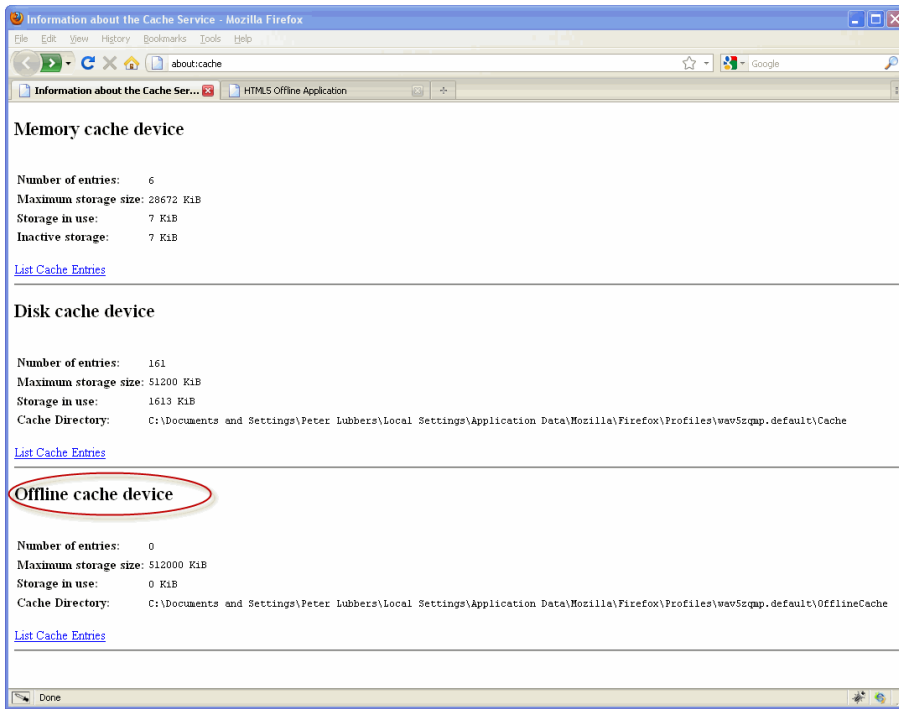 Information about the Cache Service - Mozilla Firefox
File Edit View History Bookmarks Tools Help
about:cache
Google
Information about the Cache Ser...
HTML5 Offline Application
Memory cache device
Number of entries: 6
Maximum storage size: 28672 KiB
Storage in use: 7 KiB
Inactive storage: 7 KiB
List Cache Entries
Disk cache device
Number of entries: 161
Maximum storage size: 51200 KiB
Storage in use: 1613 KiB
Cache Directory: C:\Documents and Settings\Peter Lubbers\Local Settings\Application Data\Mozilla\Firefox\Profiles\wav5zqmp.default\Cache
List Cache Entries
Offline cache device
Number of entries: 0
Maximum storage size: 512000 KiB
Storage in use: 0 KiB
Cache Directory: C:\Documents and Settings\Peter Lubbers\Local Settings\Application Data\Mozilla\Firefox\Profiles\wav5zqmp.default\OfflineCache
List Cache Entries
Done